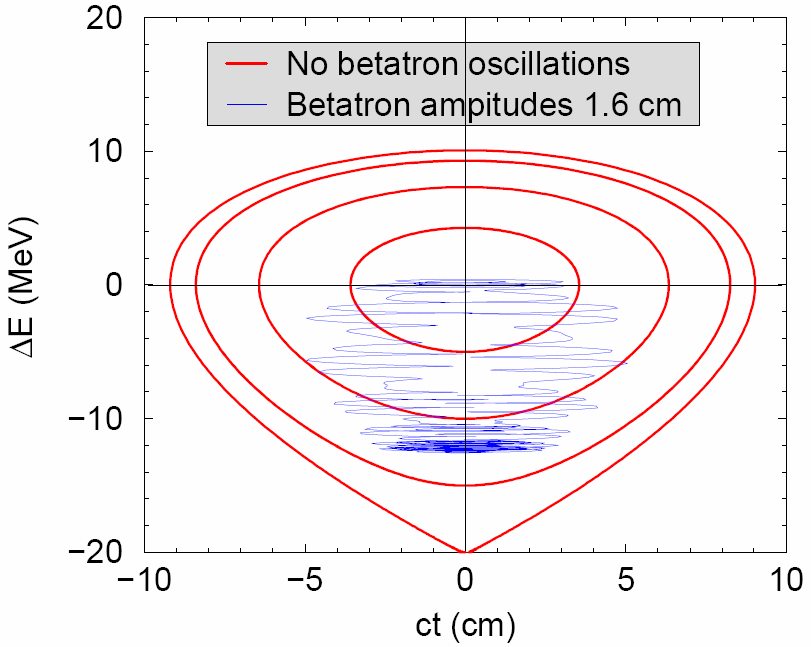 20
No betatron oscillations
Betatron ampitudes 1.6 cm
10
ΔE (MeV)
0
−10
−20
−10
−5
0
5
10
ct (cm)